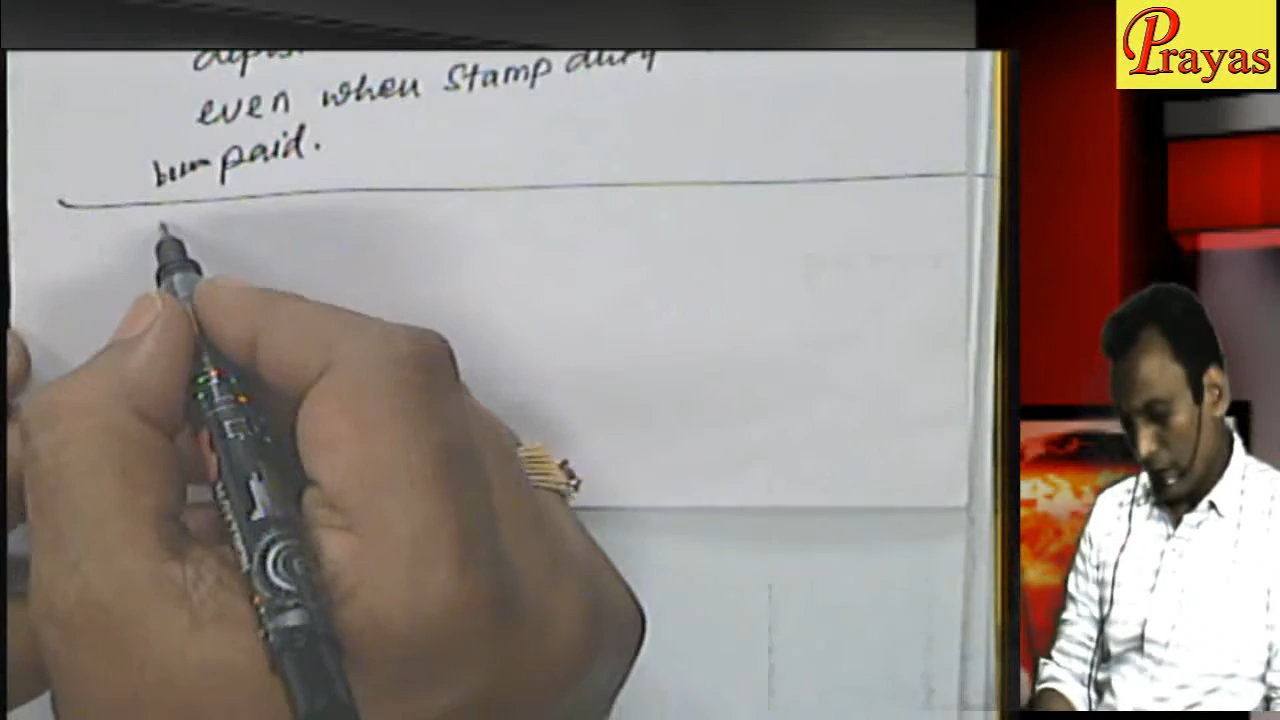 Prayas
even when stamp duty
paid.